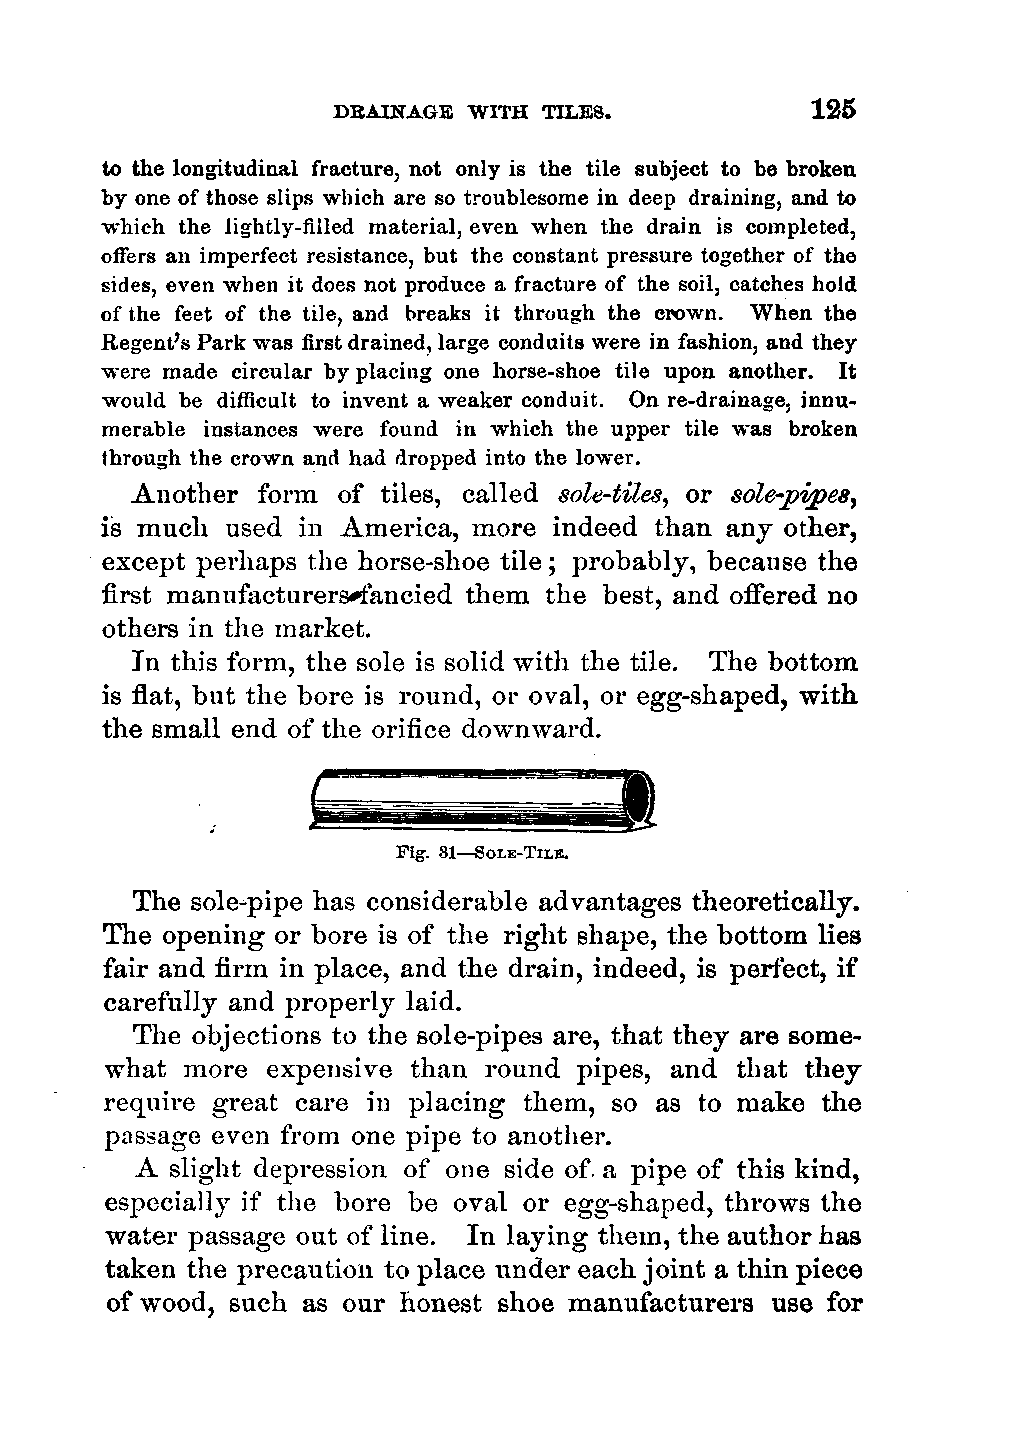 DRAINAGE WITH TILES. 125
to the longitudinal fracture, not only is the tile subject to be broken
by one of those slips which are so troublesome in deep draining, and to
which the lightly-filled material, even when the drain is completed,
offers an imperfect resistance, but the constant pressure together of the
sides, even when it does not produce a fracture of the soil, catches hold
of the feet of the tile, and breaks it through the crown. When the
Regent's Park was first drained, large conduits were in fashion, and they
were made circular by placing one horse-shoe tile upon another. It
would be difficult to invent a weaker conduit. On re-drainage, innu-
merable instances were found in which the upper tile was broken
through the crown and had dropped into the lower.
Another form of tiles, called sole-tiles, or sole-pipes,
is much used in America, more indeed than any other,
except perhaps the horse-shoe tile; probably, because the
first manufacturers fancied them the best, and offered no
others in the market.
In this form, the sole is solid with the tile. The bottom
is flat, but the bore is round, or oval, or egg-shaped, with
the small end of the orifice downward.
Fig. 31—SOLE-TILE.
The sole-pipe has considerable advantages theoretically.
The opening or bore is of the right shape, the bottom lies
fair and firm in place, and the drain, indeed, is perfect, if
carefully and properly laid.
The objections to the sole-pipes are, that they are some-
what more expensive than round pipes, and that they
require great care in placing them, so as to make the
passage even from one pipe to another.
A slight depression of one side of a pipe of this kind,
especially if the bore be oval or egg-shaped, throws the
water passage out of line. In laying them, the author has
taken the precaution to place under each joint a thin piece
of wood, such as our honest shoe manufacturers use for